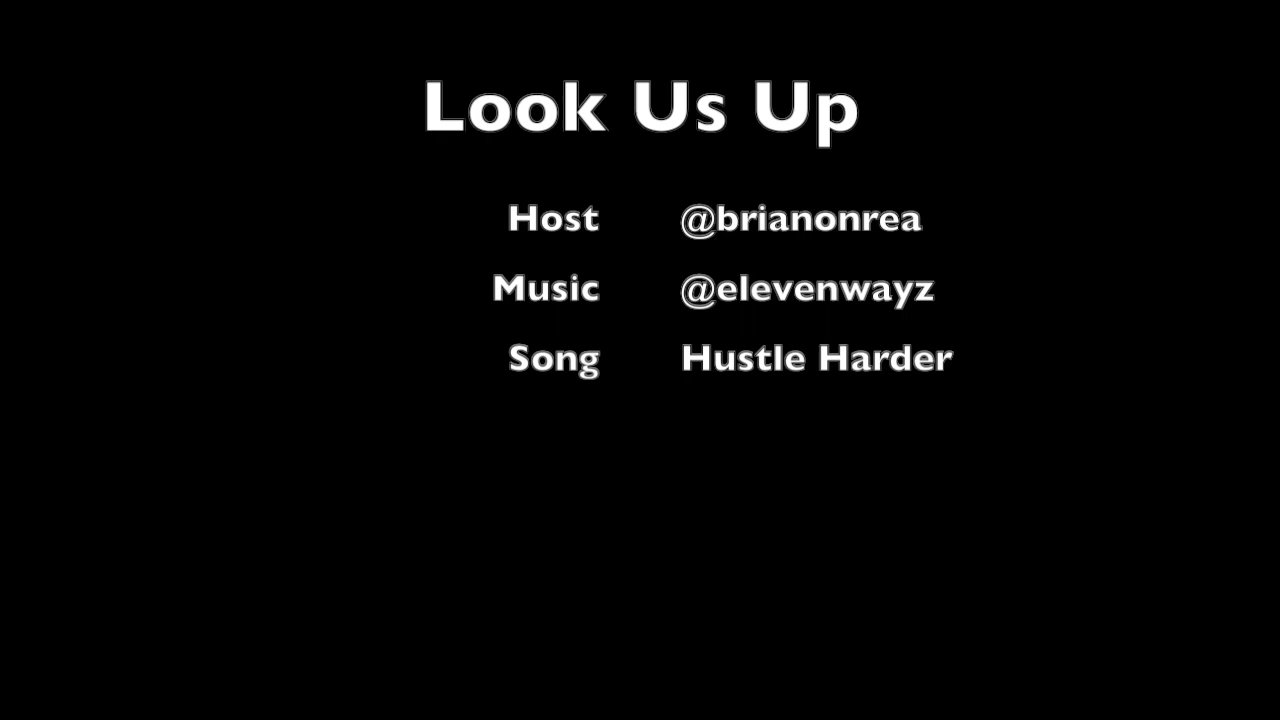 Look Us Up
Host @brianonrea
Music @elevenwayz
Song Hustle Harder